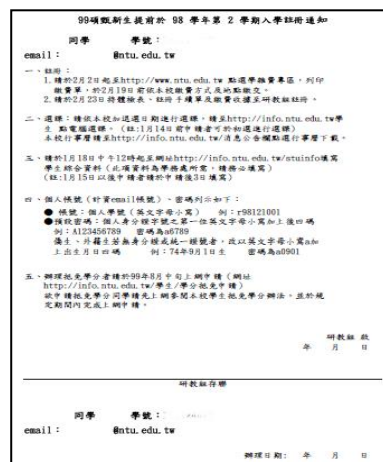 99碩甄新生提前於 98 學年第 2 學期入學註冊通知
同學 學號：
email： @ntu.edu.tw
一、註冊：
1.請於2月2日起至http://www.ntu.edu.tw 點選學雜費專區，列印
繳費單，於2月19日前依本校繳費方式及地點繳交。
2.請於2月23日持體檢表、註冊手續單及繳費收據至研教組註冊。
二、選課：請依本校加退選日期進行選課，請至http://info.ntu.edu.tw學
生 點電腦選課。(註:1月14日前申請者可於初選進行選課)
本校行事曆請至http://ntu.edu.tw/消息公告欄點選行事曆下載。
三、請於1月18日中午12時起至網址http://info.ntu.edu.tw/stuinfo填寫
學生綜合資料(此項資料為學務處所需，請務必填寫)
(註:1月15日以後申請者請於申請後3日填寫)
四、個人帳號(計資email帳號)、密碼列示如下：
● 帳號：個人學號(英文字母小寫) 例：r98121001
●預設密碼：個人身分證字號之第一位英文字母小寫加上後四碼
例：A123456789 密碼為a6789
僑生、外籍生若無身分證或統一證號者，改以英文字母小寫a加
上出生月日四碼 例：74年9月1日生 密碼為a0901
五、辦理抵免學分者請於99年8月中旬上網申請(網址
http://info.ntu.edu.tw/學生/學分抵免申請)
欲申請抵免學分同學請先上網參閱本校學生抵免學分辦法，並於規
定期間內完成上網申請。
研教組 啟
年 月 日
研教組存聯
同學 學號：
email： @ntu.edu.tw
辦理日期： 年 月 日